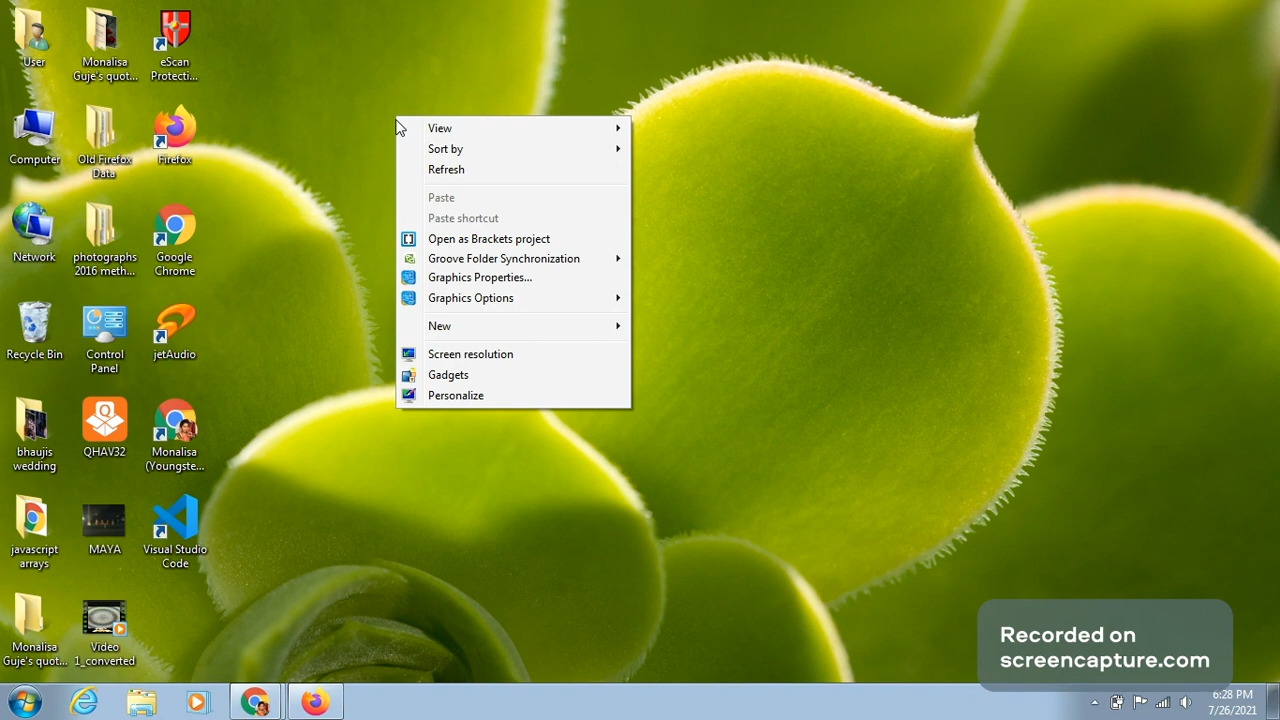 User
Monalisa
Guje's quot...
eScan
Protecti...
Computer
Old Firefox
Data
Firefox
Network
photographs
2016 meth...
Google
Chrome
Recycle Bin
Control
Panel
jetAudio
bhaujis
wedding
QHAV32
Monalisa
(Youngste...
javascript
arrays
MAYA
Visual Studio
Code
Monalisa
Guje's quot...
Video
1_converted
View
Sort by
Refresh
Paste
Paste shortcut
Open as Brackets project
Groove Folder Synchronization
Graphics Properties...
Graphics Options
New
Screen resolution
Gadgets
Personalize
Recorded on
screencapture.com
6:28 PM
7/26/2021